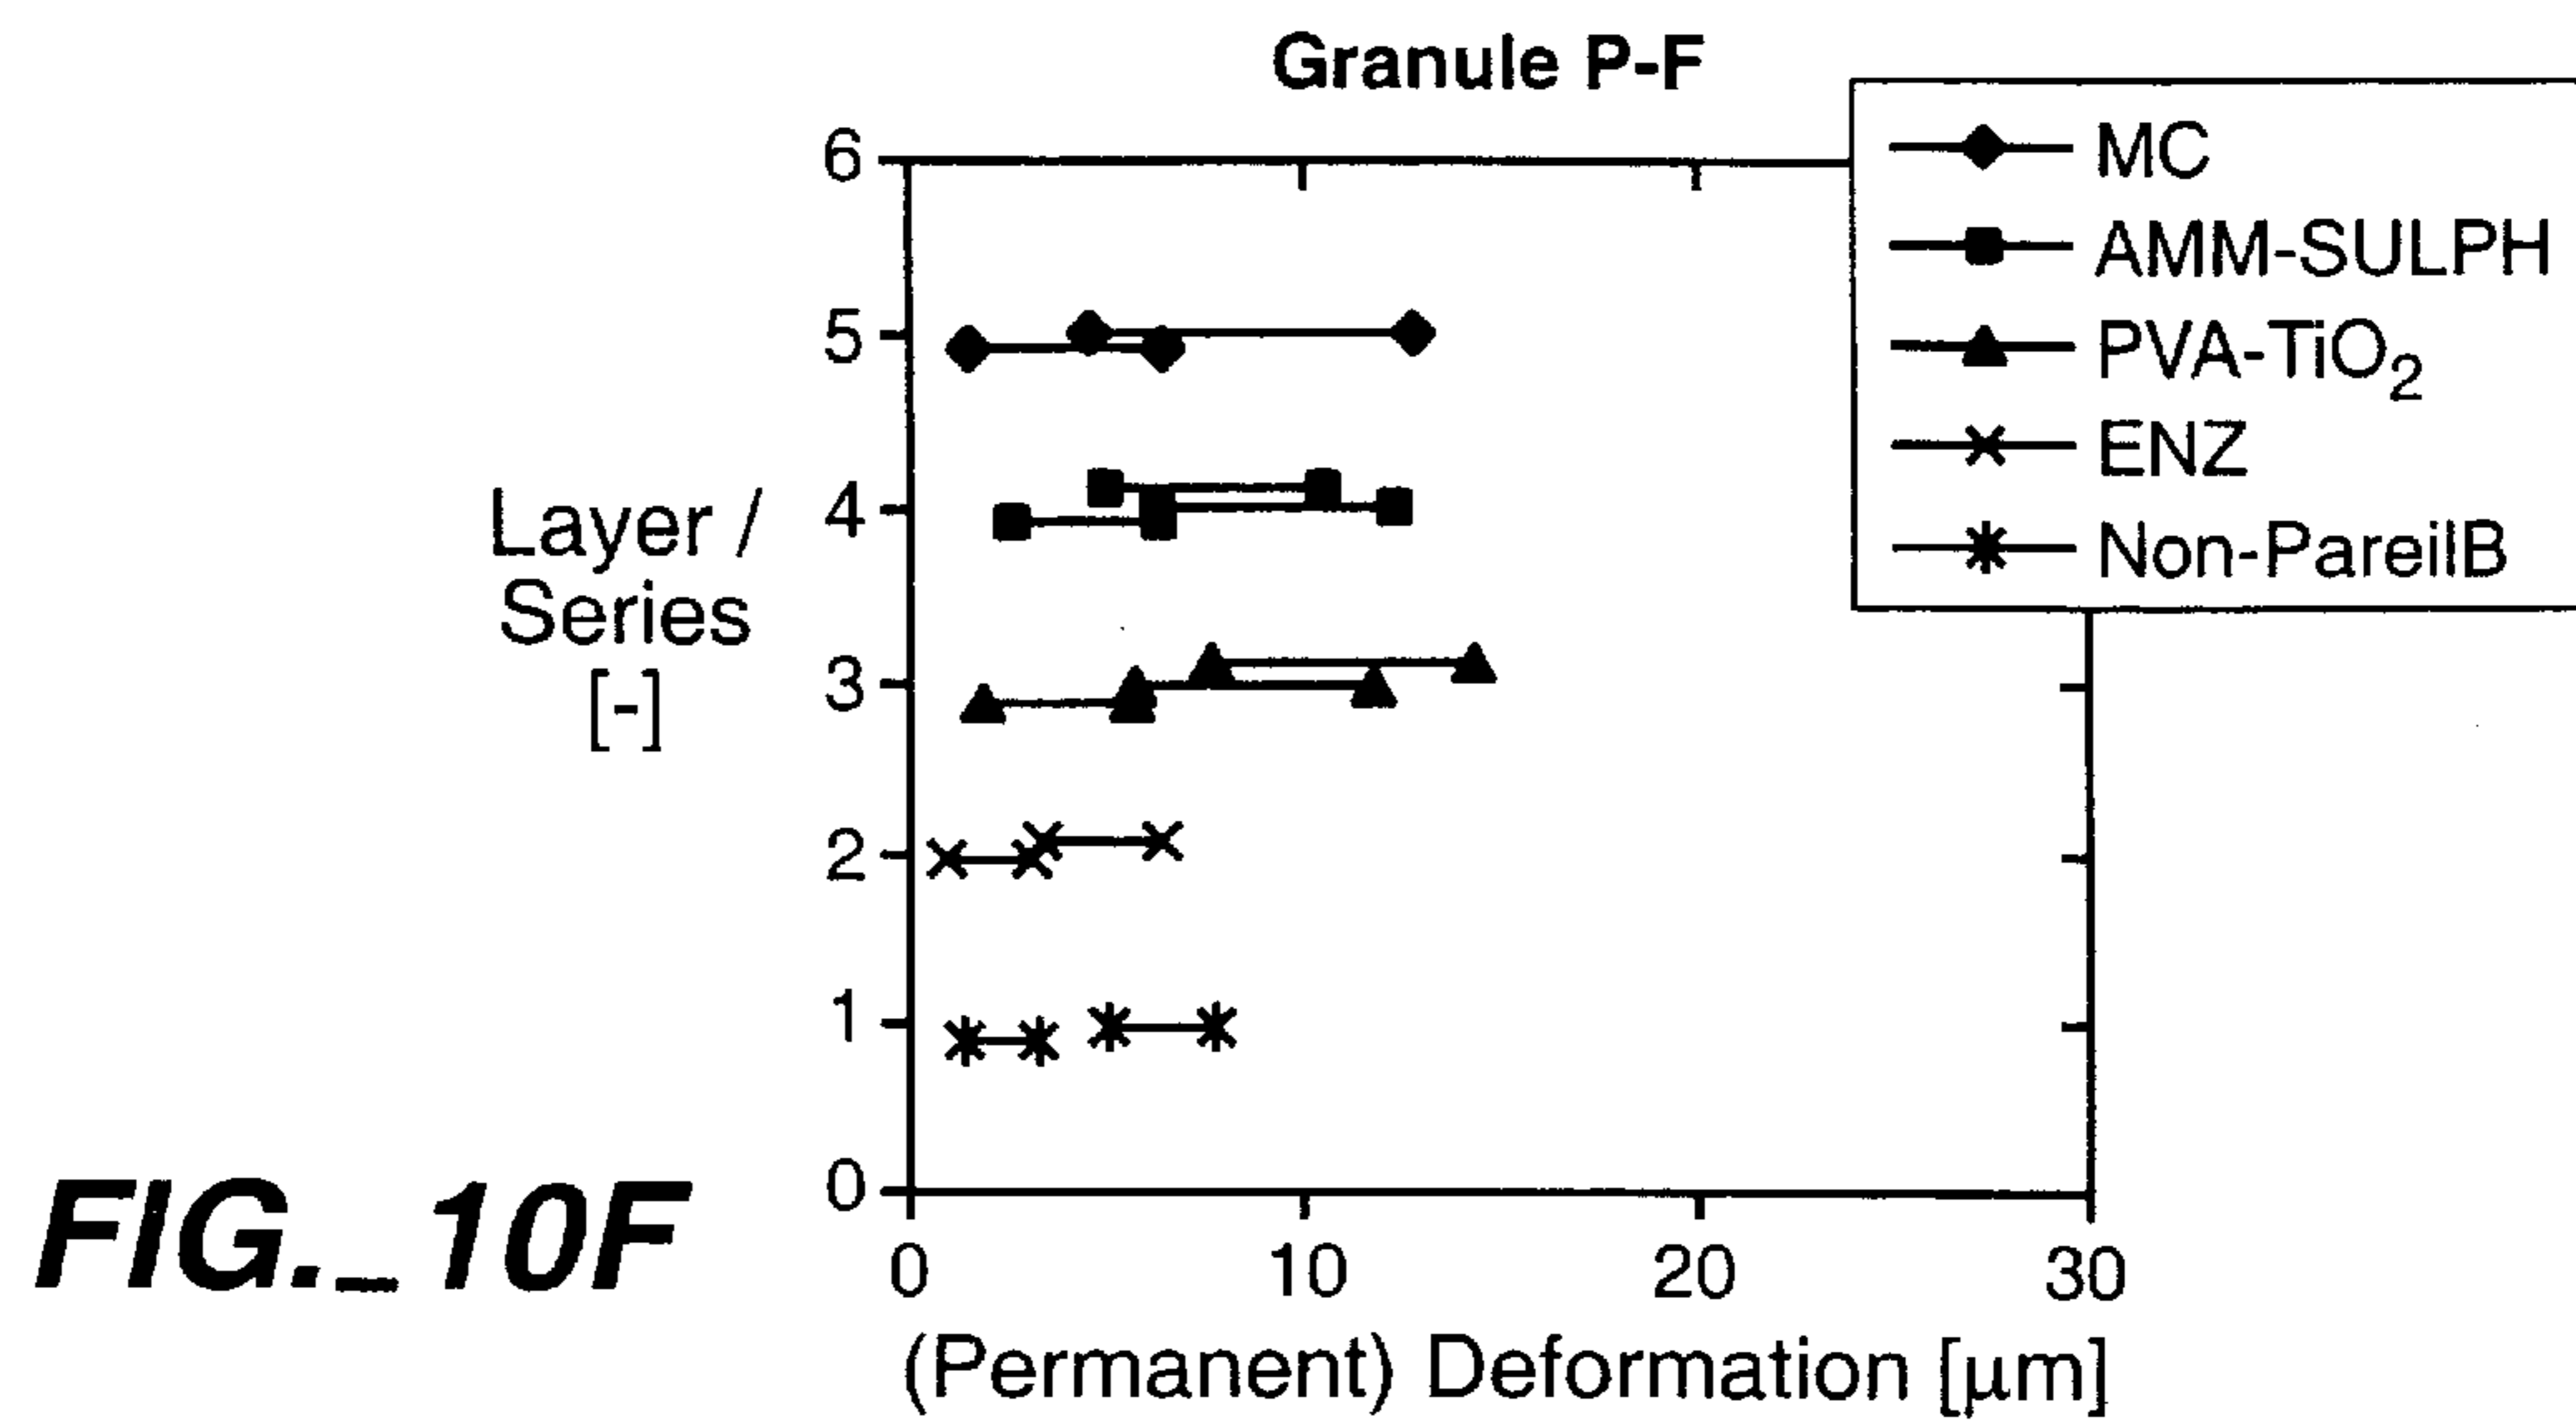 Granule P-F
MC
AMM-SULPH
PVA-TiO₂
ENZ
Non-PareilB
6
5
4
3
2
1
0
Layer /
Series
[-]
0 10 20 30
(Permanent) Deformation [µm]
FIG._10F